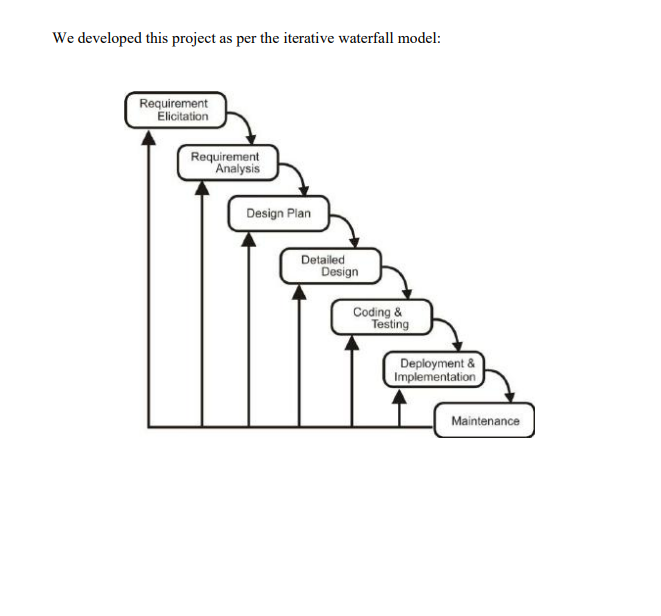 We developed this project as per the iterative waterfall model:
Requirement
Elicitation
Requirement
Analysis
Design Plan
Detailed
Design
Coding &
Testing
Deployment &
Implementation
Maintenance